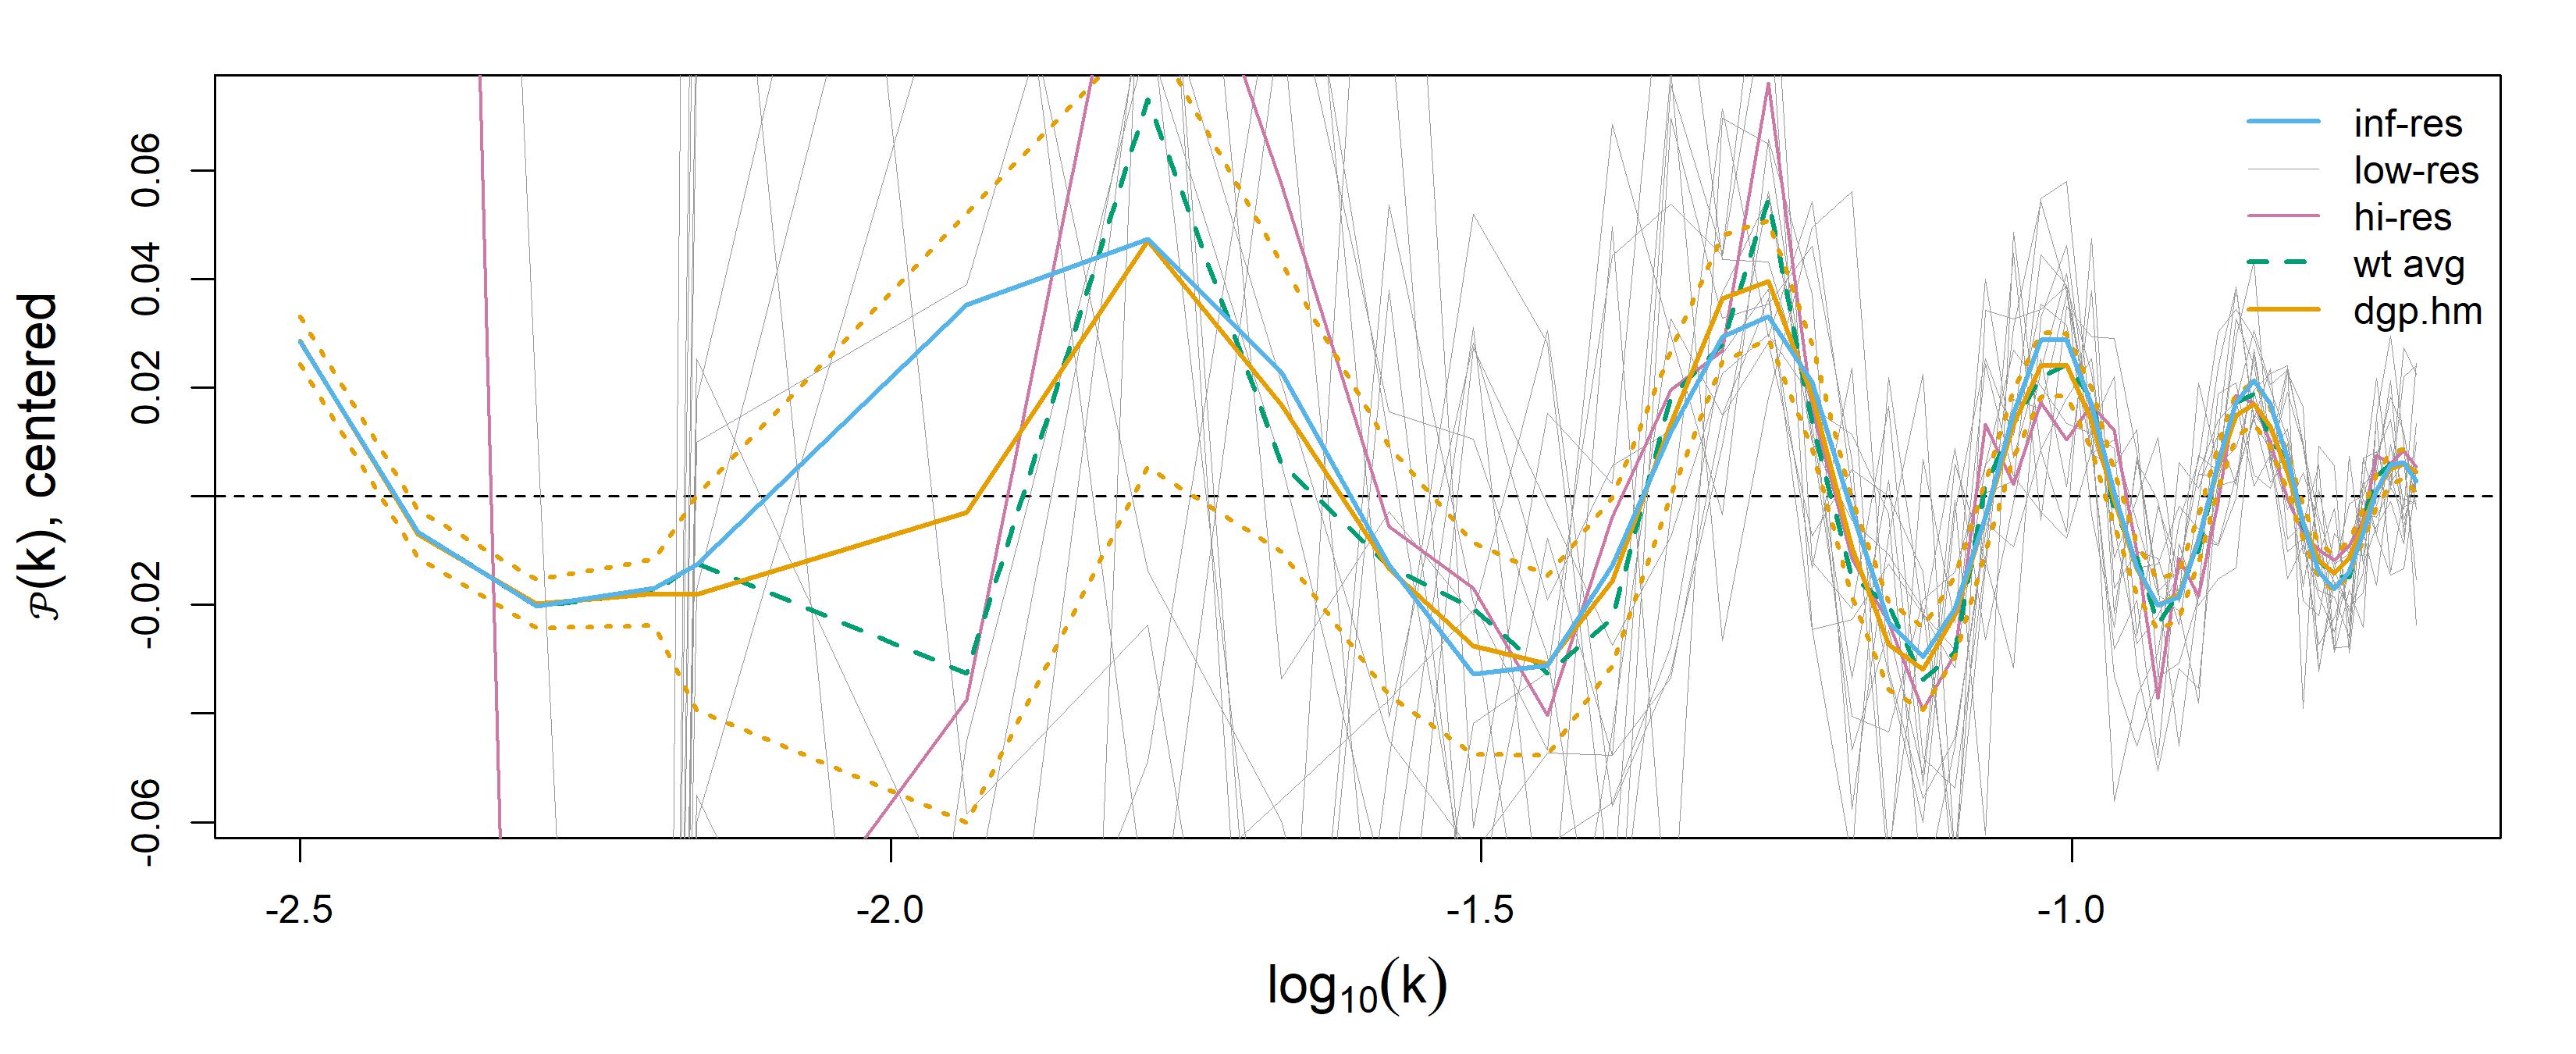 𝒫(k), centered
0.06
0.04
0.02
-0.02
-0.06
-2.5
-2.0
-1.5
-1.0
log₁₀(k)
inf-res
low-res
hi-res
wt avg
dgp.hm